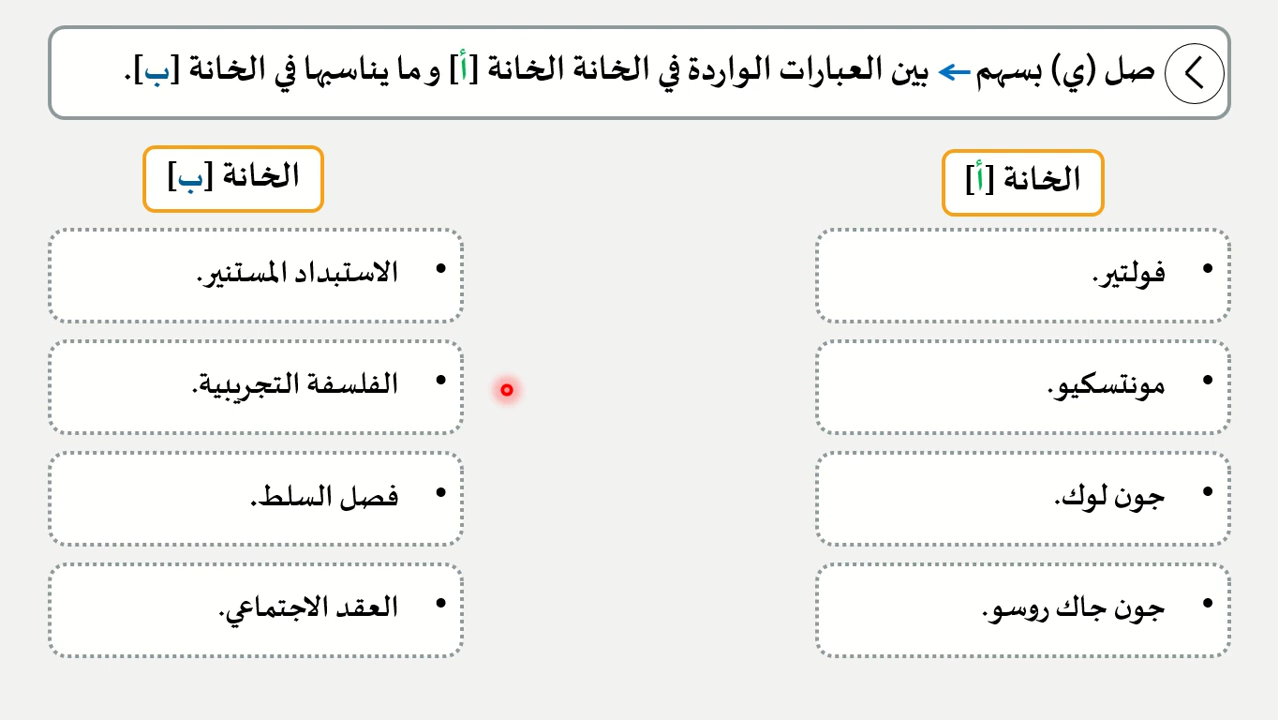 صل (ي) بسهم ← بين العبارات الواردة في الخانة الخانة [أ] و ما يناسبها في الخانة [ب].
الخانة [أ]
الخانة [ب]
• فولتير.
• الاستبداد المستنير.
• مونتسكيو.
• الفلسفة التجريبية.
• جون لوك.
• فصل السلط.
• جون جاك روسو.
• العقد الاجتماعي.